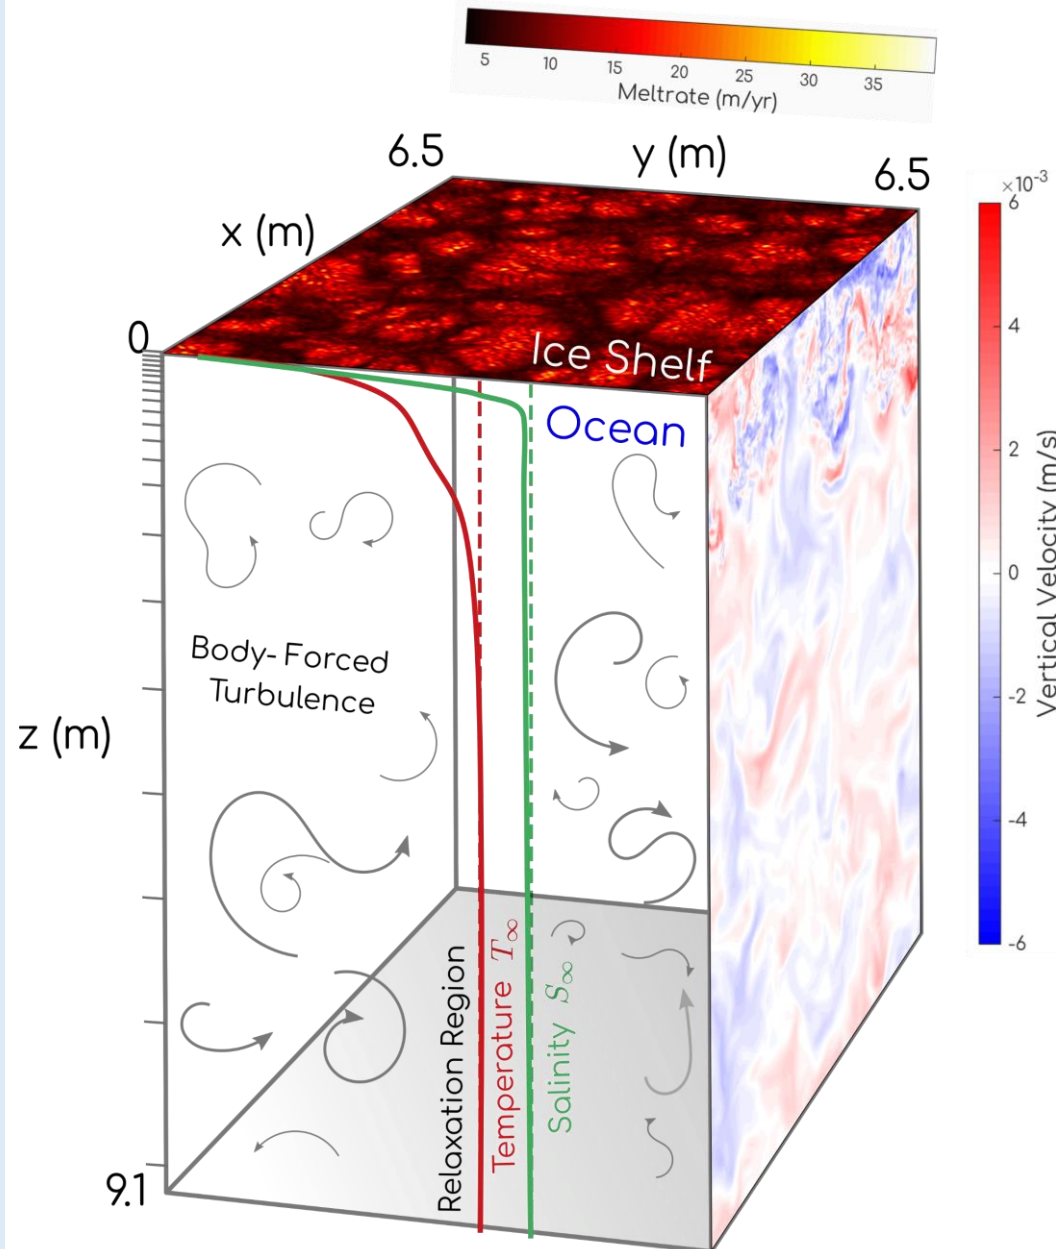 5 10 15 20 25 30 35
Meltrate (m/yr)
6.5
y (m)
6.5
x (m)
×10⁻³
6
4
2
0
-2
-4
-6
Vertical Velocity (m/s)
0
Ice Shelf
Ocean
Body-Forced
Turbulence
z (m)
Relaxation Region
Temperature T∞
Salinity S∞
9.1